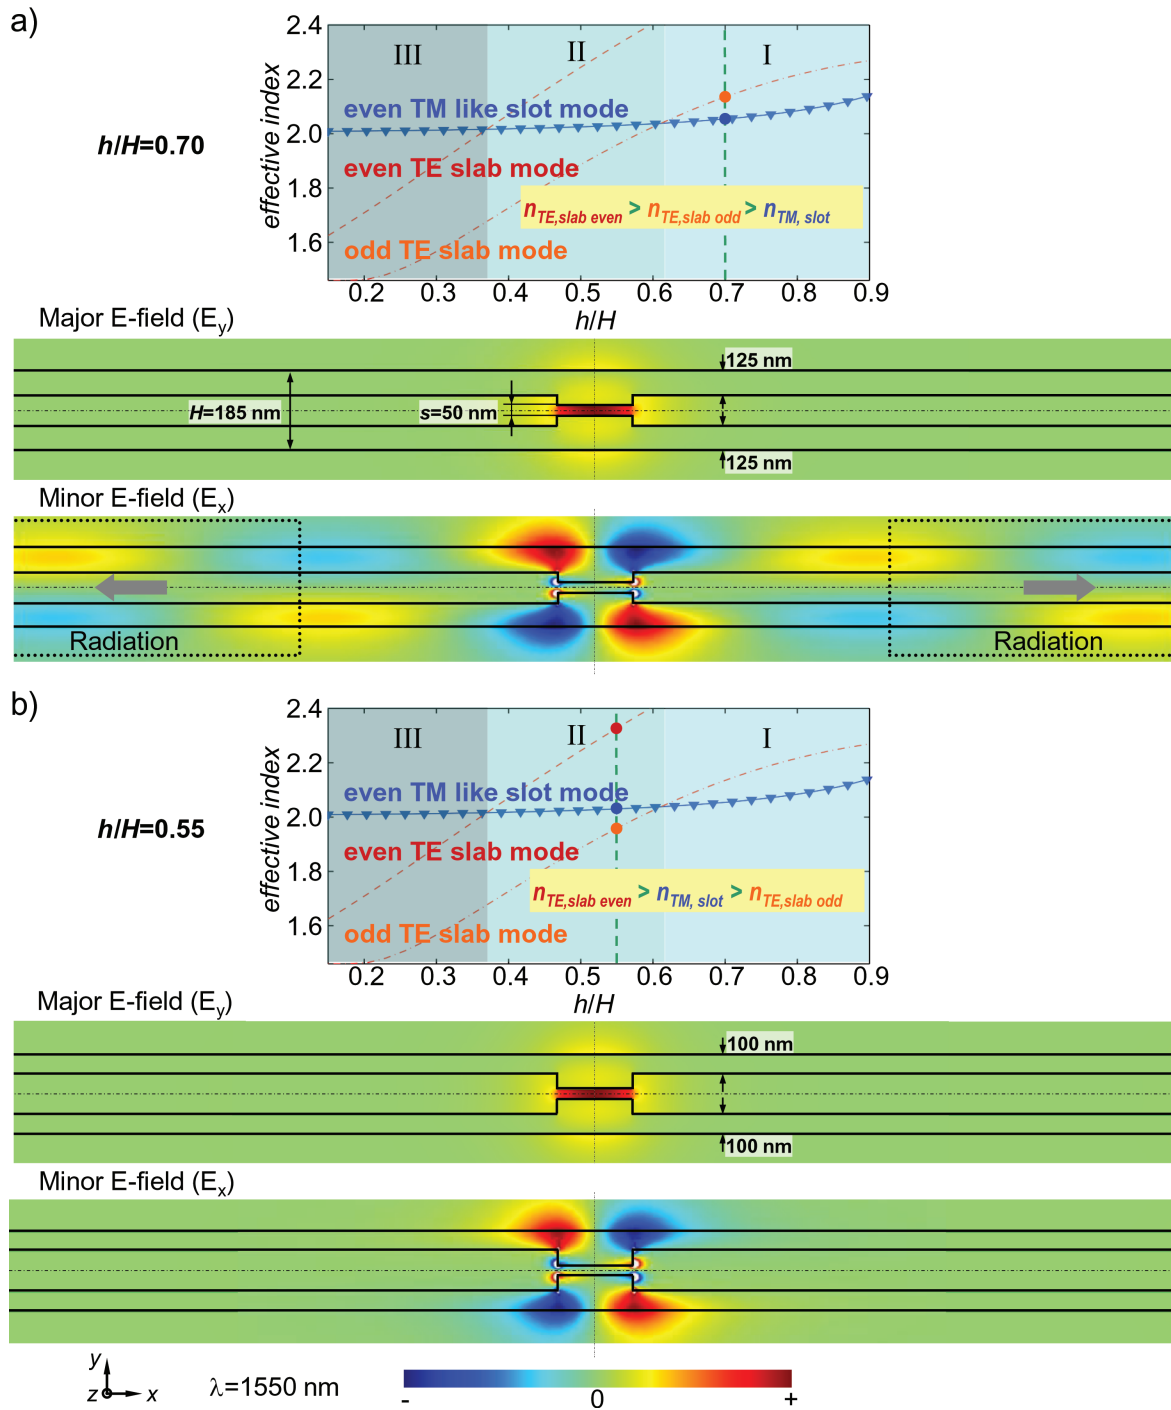 a)
2.4
2.2
2.0
1.8
1.6
effective index
III
II
I
even TM like slot mode
even TE slab mode
odd TE slab mode
n_TE,slab even > n_TE,slab odd > n_TM, slot
h/H=0.70
0.2 0.3 0.4 0.5 0.6 0.7 0.8 0.9
h/H
Major E-field (E_y)
125 nm
H=185 nm
s=50 nm
125 nm
Minor E-field (E_x)
Radiation
Radiation
b)
2.4
2.2
2.0
1.8
1.6
effective index
III
II
I
even TM like slot mode
even TE slab mode
odd TE slab mode
n_TE,slab even > n_TM, slot > n_TE,slab odd
h/H=0.55
0.2 0.3 0.4 0.5 0.6 0.7 0.8 0.9
h/H
Major E-field (E_y)
100 nm
100 nm
Minor E-field (E_x)
y
z x
λ=1550 nm
- 0 +